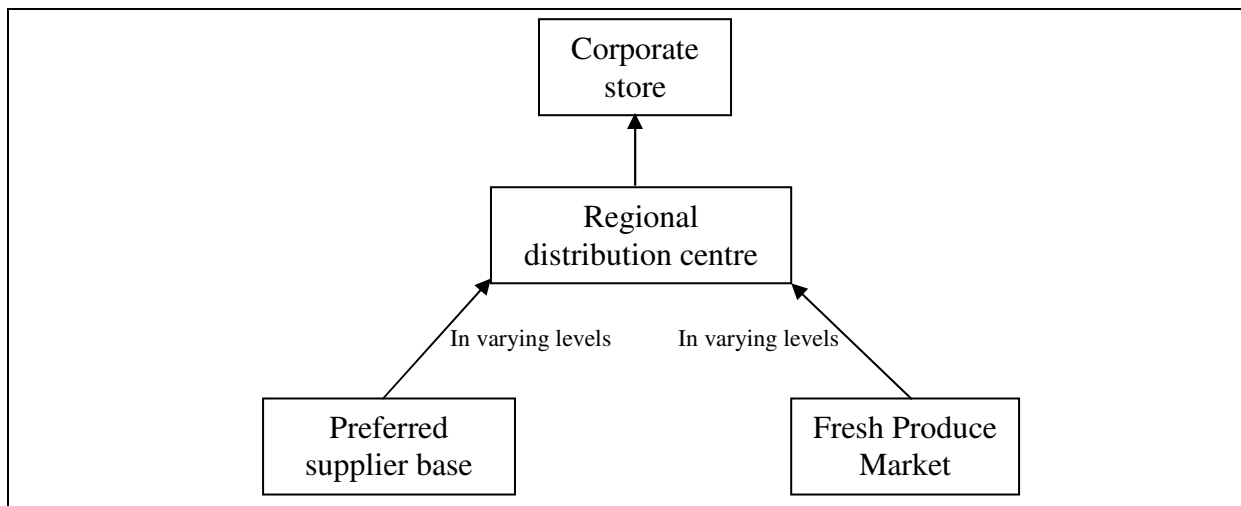 Corporate
store
Regional
distribution centre
In varying levels
In varying levels
Preferred
supplier base
Fresh Produce
Market